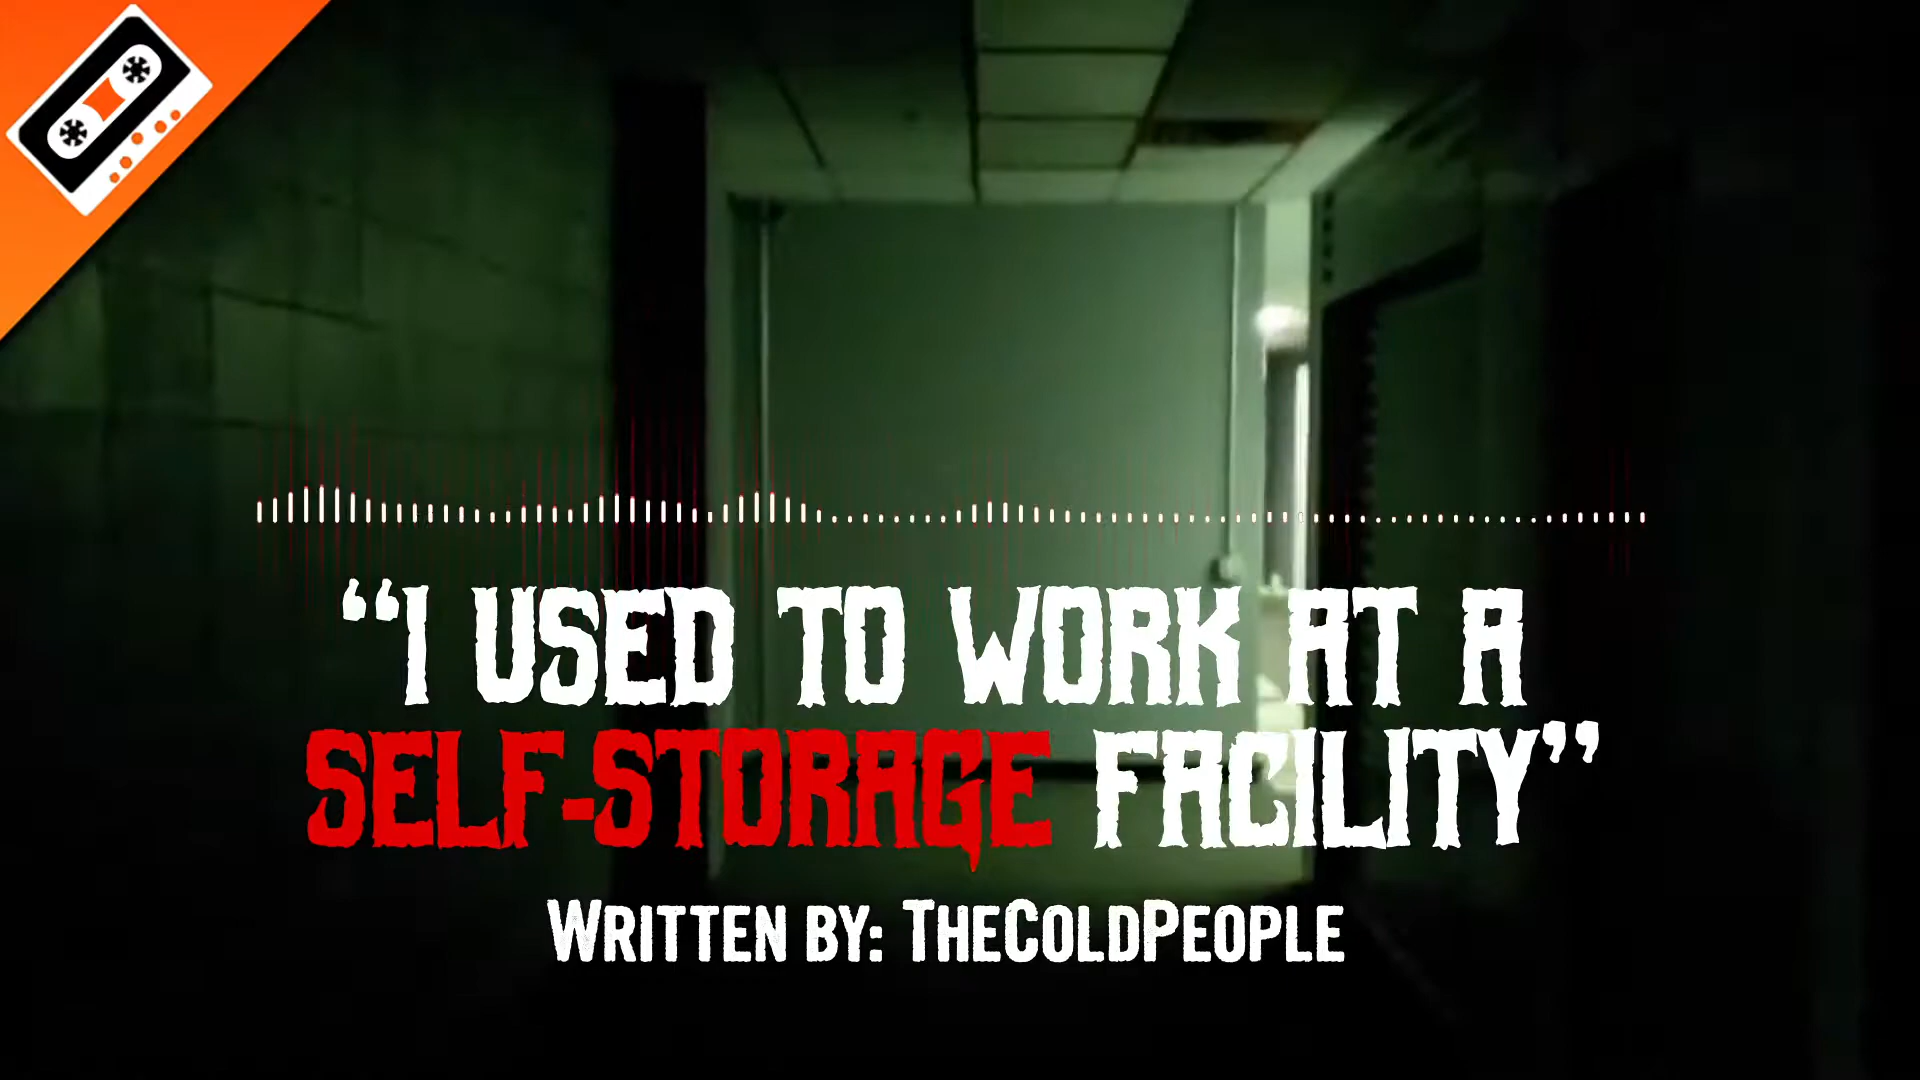 “I USED TO WORK AT A
SELF-STORAGE FACILITY”
WRITTEN BY: THECOLDPEOPLE